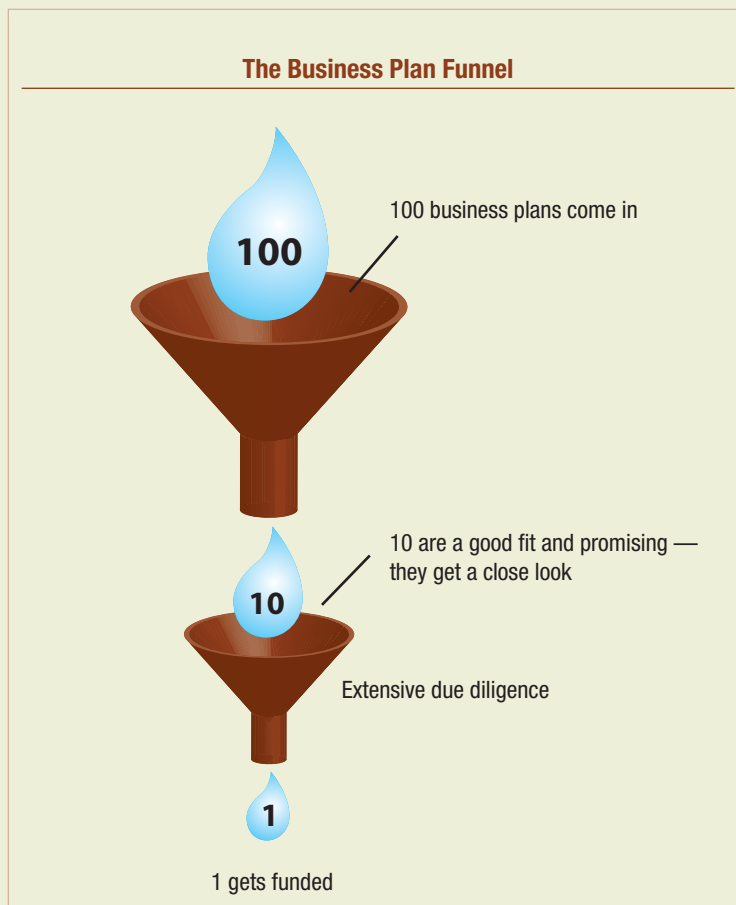 The Business Plan Funnel
100
100 business plans come in
10 are a good fit and promising —
they get a close look
10
Extensive due diligence
1
1 gets funded